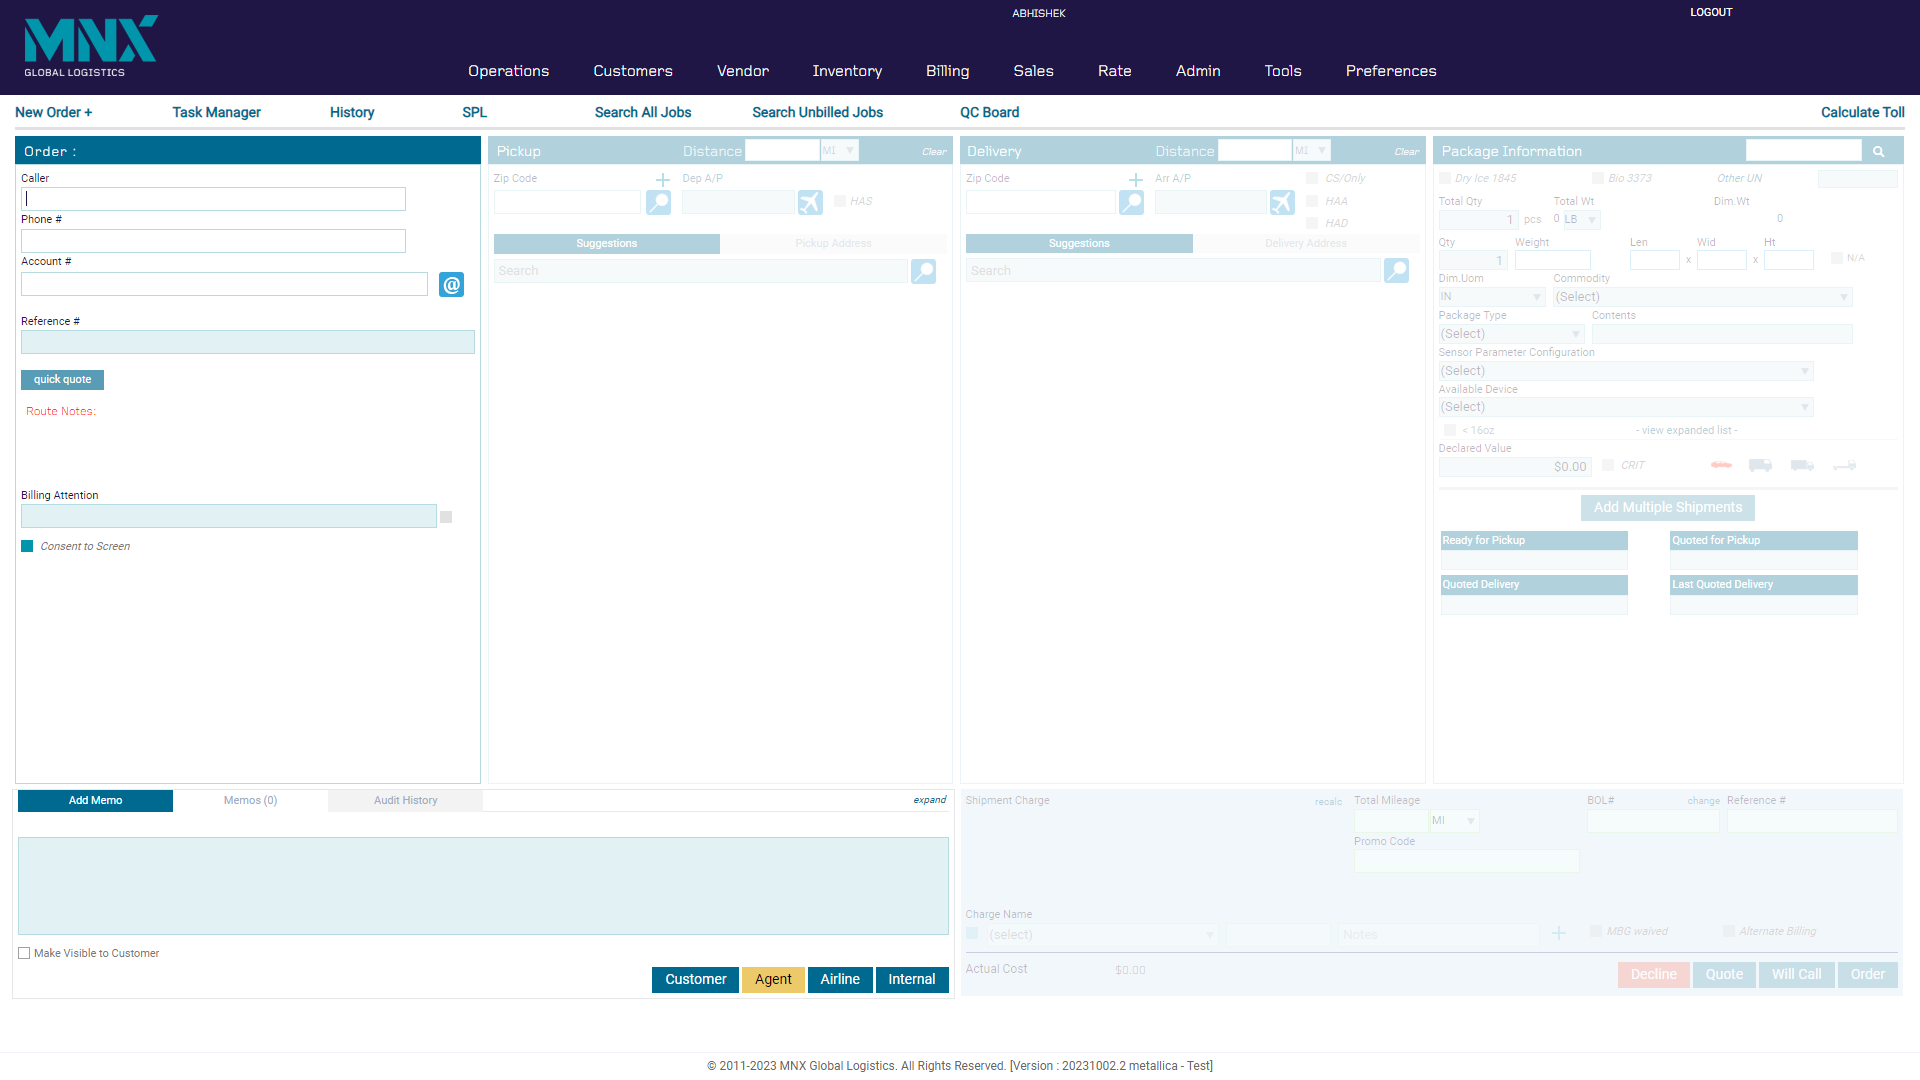 MNX
GLOBAL LOGISTICS
ABHISHEK
LOGOUT
Operations Customers Vendor Inventory Billing Sales Rate Admin Tools Preferences
New Order + Task Manager History SPL Search All Jobs Search Unbilled Jobs QC Board Calculate Toll
Order :
Caller
Phone #
Account #
@
Reference #
quick quote
Route Notes:
Billing Attention
Consent to Screen
Pickup Distance MI Clear
Zip Code Dep A/P
HAS
Suggestions Pickup Address
Search
Delivery Distance MI Clear
Zip Code Arr A/P CS/Only
HAA
HAD
Suggestions Delivery Address
Search
Package Information
Dry Ice 1845 Bio 3373 Other UN
Total Qty Total Wt Dim.Wt
1 pcs 0 LB 0
Qty Weight Len Wid Ht
1 x x N/A
Dim.Uom Commodity
IN (Select)
Package Type Contents
(Select)
Sensor Parameter Configuration
(Select)
Available Device
(Select)
< 16oz - view expanded list -
Declared Value
$0.00 CRIT
Add Multiple Shipments
Ready for Pickup Quoted for Pickup
Quoted Delivery Last Quoted Delivery
Add Memo Memos (0) Audit History expand
Make Visible to Customer
Customer Agent Airline Internal
Shipment Charge recalc Total Mileage BOL# change Reference #
MI
Promo Code
Charge Name
(select) Notes MBG waived Alternate Billing
Actual Cost $0.00
Decline Quote Will Call Order
© 2011-2023 MNX Global Logistics. All Rights Reserved. [Version : 20231002.2 metallica - Test]